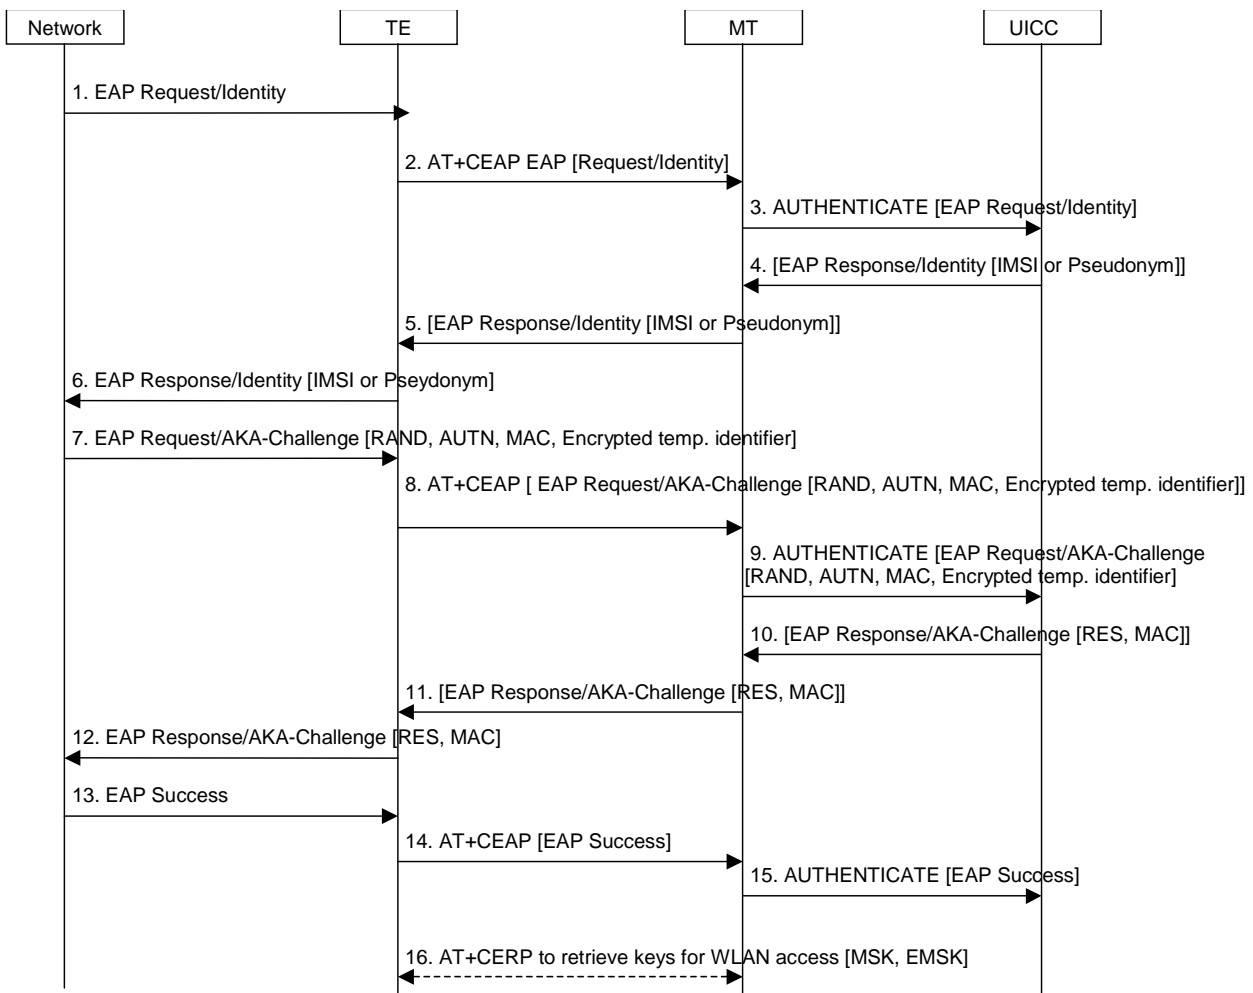 Network
TE
MT
UICC
1. EAP Request/Identity
2. AT+CEAP EAP [Request/Identity]
3. AUTHENTICATE [EAP Request/Identity]
4. [EAP Response/Identity [IMSI or Pseudonym]]
5. [EAP Response/Identity [IMSI or Pseudonym]]
6. EAP Response/Identity [IMSI or Pseydonym]
7. EAP Request/AKA-Challenge [RAND, AUTN, MAC, Encrypted temp. identifier]
8. AT+CEAP [ EAP Request/AKA-Challenge [RAND, AUTN, MAC, Encrypted temp. identifier]]
9. AUTHENTICATE [EAP Request/AKA-Challenge
[RAND, AUTN, MAC, Encrypted temp. identifier]
10. [EAP Response/AKA-Challenge [RES, MAC]]
11. [EAP Response/AKA-Challenge [RES, MAC]]
12. EAP Response/AKA-Challenge [RES, MAC]
13. EAP Success
14. AT+CEAP [EAP Success]
15. AUTHENTICATE [EAP Success]
16. AT+CERP to retrieve keys for WLAN access [MSK, EMSK]